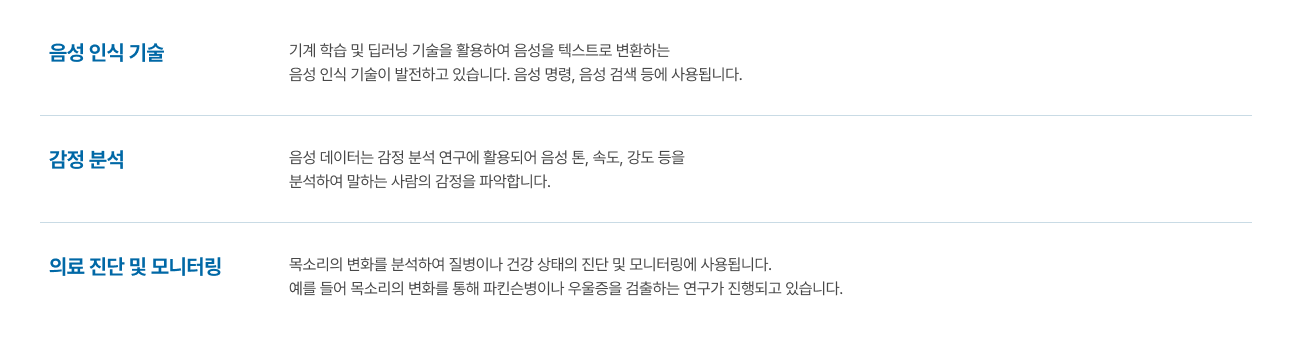 음성 인식 기술
기계 학습 및 딥러닝 기술을 활용하여 음성을 텍스트로 변환하는
음성 인식 기술이 발전하고 있습니다. 음성 명령, 음성 검색 등에 사용됩니다.
감정 분석
음성 데이터는 감정 분석 연구에 활용되어 음성 톤, 속도, 강도 등을
분석하여 말하는 사람의 감정을 파악합니다.
의료 진단 및 모니터링
목소리의 변화를 분석하여 질병이나 건강 상태의 진단 및 모니터링에 사용됩니다.
예를 들어 목소리의 변화를 통해 파킨슨병이나 우울증을 검출하는 연구가 진행되고 있습니다.